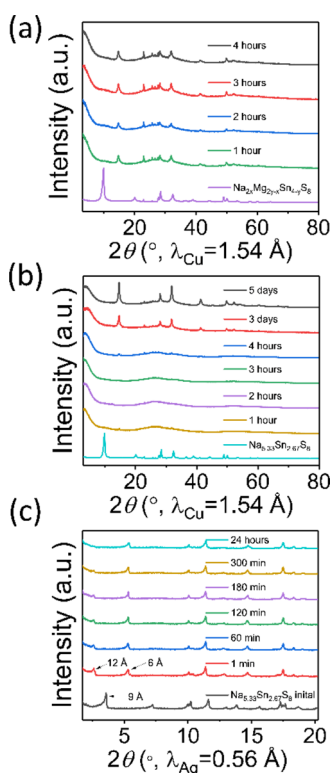 (a)
Intensity (a.u.)
4 hours
3 hours
2 hours
1 hour
Na2xMg2y-xSn4-yS8
0 20 40 60 80
2θ (°, λCu=1.54 Å)
(b)
Intensity (a.u.)
5 days
3 days
4 hours
3 hours
2 hours
1 hour
Na5.33Sn2.67S8
20 40 60 80
2θ (°, λCu=1.54 Å)
(c)
Intensity (a.u.)
24 hours
300 min
180 min
120 min
60 min
12 Å 6 Å 1 min
9 Å Na5.33Sn2.67S8 inital
5 10 15 20
2θ (°, λAg=0.56 Å)